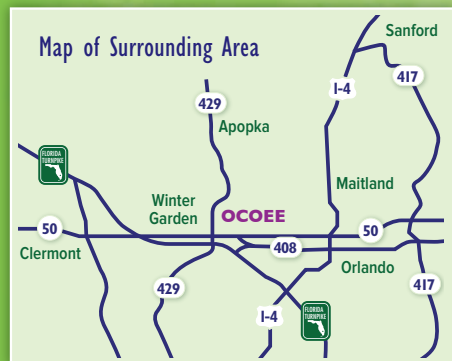 Map of Surrounding Area
Sanford
417
I-4
429
Apopka
FLORIDA
TURNPIKE
Maitland
Winter
Garden
OCOEE
50
50
Clermont
408
Orlando
429
417
I-4
FLORIDA
TURNPIKE